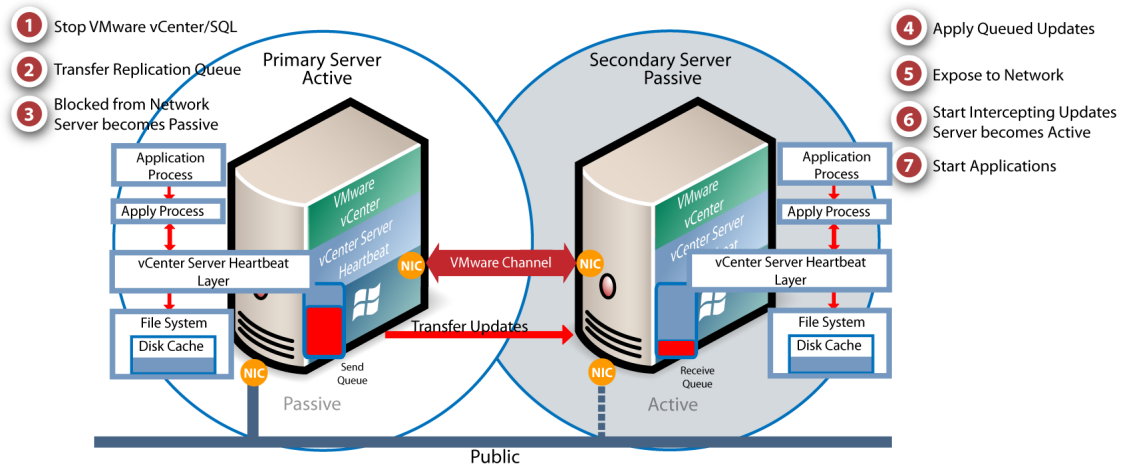 1 Stop VMware vCenter/SQL
2 Transfer Replication Queue
3 Blocked from Network
Server becomes Passive
Primary Server
Active
Secondary Server
Passive
4 Apply Queued Updates
5 Expose to Network
6 Start Intercepting Updates
Server becomes Active
7 Start Applications
Application
Process
Apply Process
vCenter Server Heartbeat
Layer
File System
Disk Cache
VMware
vCenter
vCenter Server
Heartbeat
NIC
VMware Channel
NIC
Transfer Updates
Send
Queue
NIC
Passive
VMware
vCenter
vCenter Server
Application
Process
Apply Process
vCenter Server Heartbeat
Layer
File System
Disk Cache
Receive
Queue
NIC
Active
Public